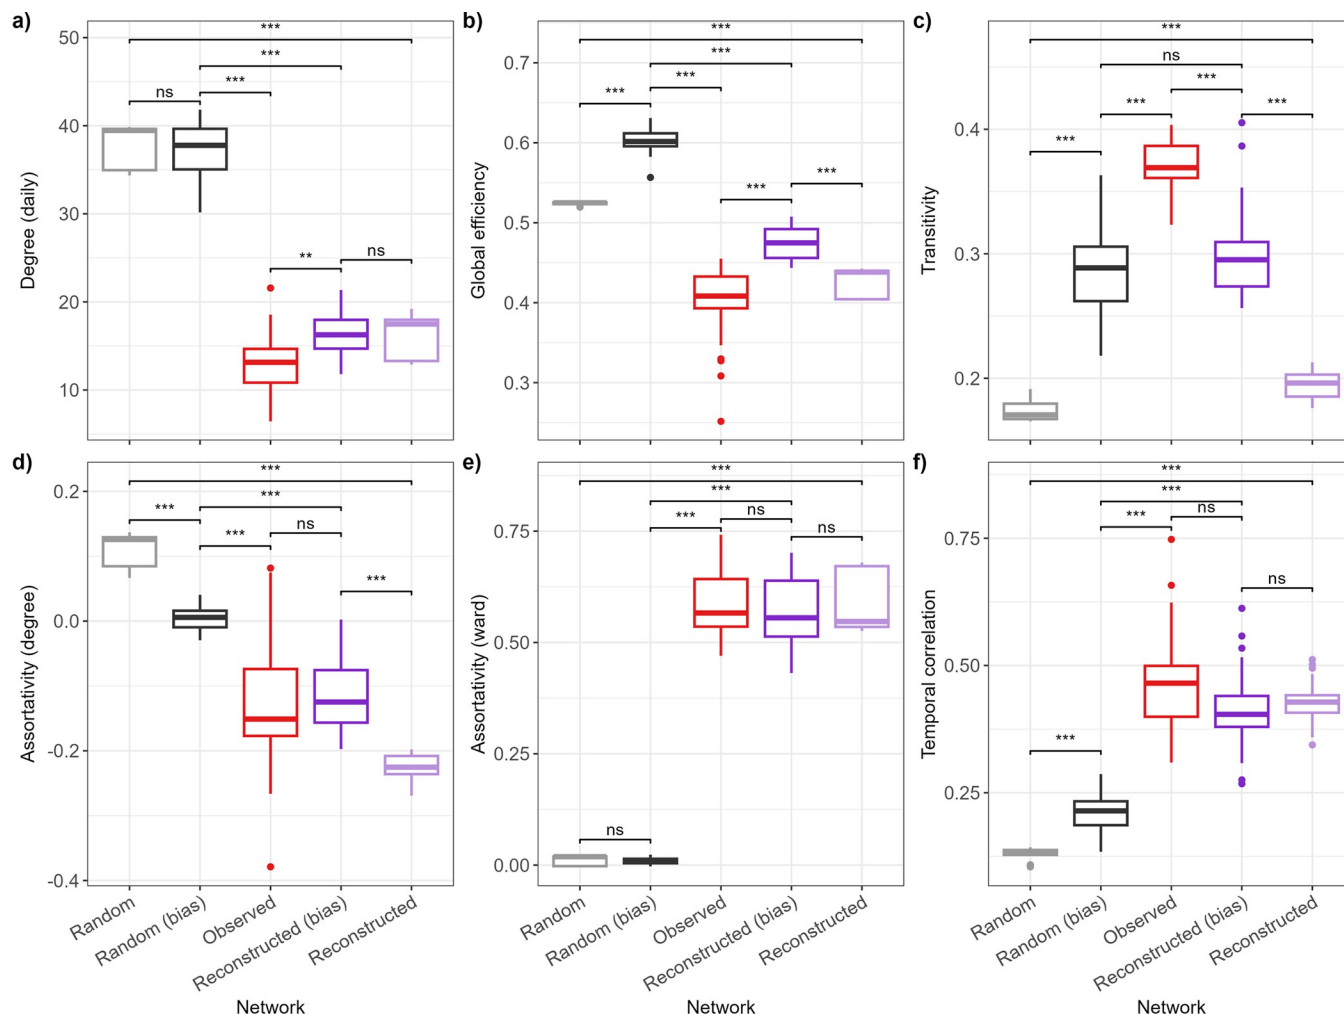 a)
Degree (daily)
50
40
30
20
10
***
***
***
ns
**
ns
b)
Global efficiency
0.7
0.6
0.5
0.4
0.3
***
***
***
***
***
***
c)
Transitivity
0.4
0.3
0.2
***
ns
***
***
***
***
d)
Assortativity (degree)
0.2
0.0
-0.2
-0.4
***
***
***
ns
***
***
Random
Random (bias)
Observed
Reconstructed (bias)
Reconstructed
Network
e)
Assortativity (ward)
0.75
0.50
0.25
0.00
***
***
ns
***
ns
ns
Random
Random (bias)
Observed
Reconstructed (bias)
Reconstructed
Network
f)
Temporal correlation
0.75
0.50
0.25
***
***
ns
***
ns
***
Random
Random (bias)
Observed
Reconstructed (bias)
Reconstructed
Network